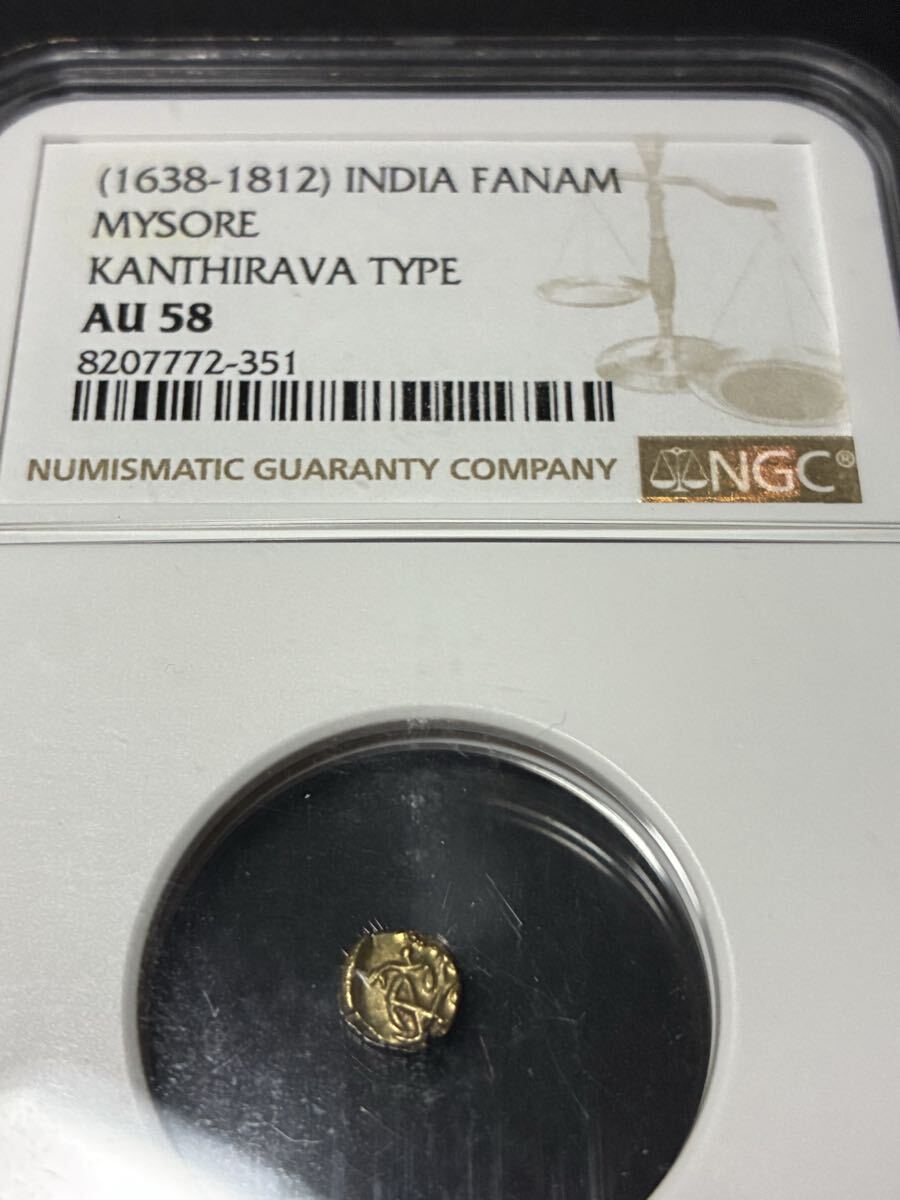 (1638-1812) INDIA FANAM
MYSORE
KANTHIRAVA TYPE
AU 58
8207772-351
NUMISMATIC GUARANTY COMPANY NGC®